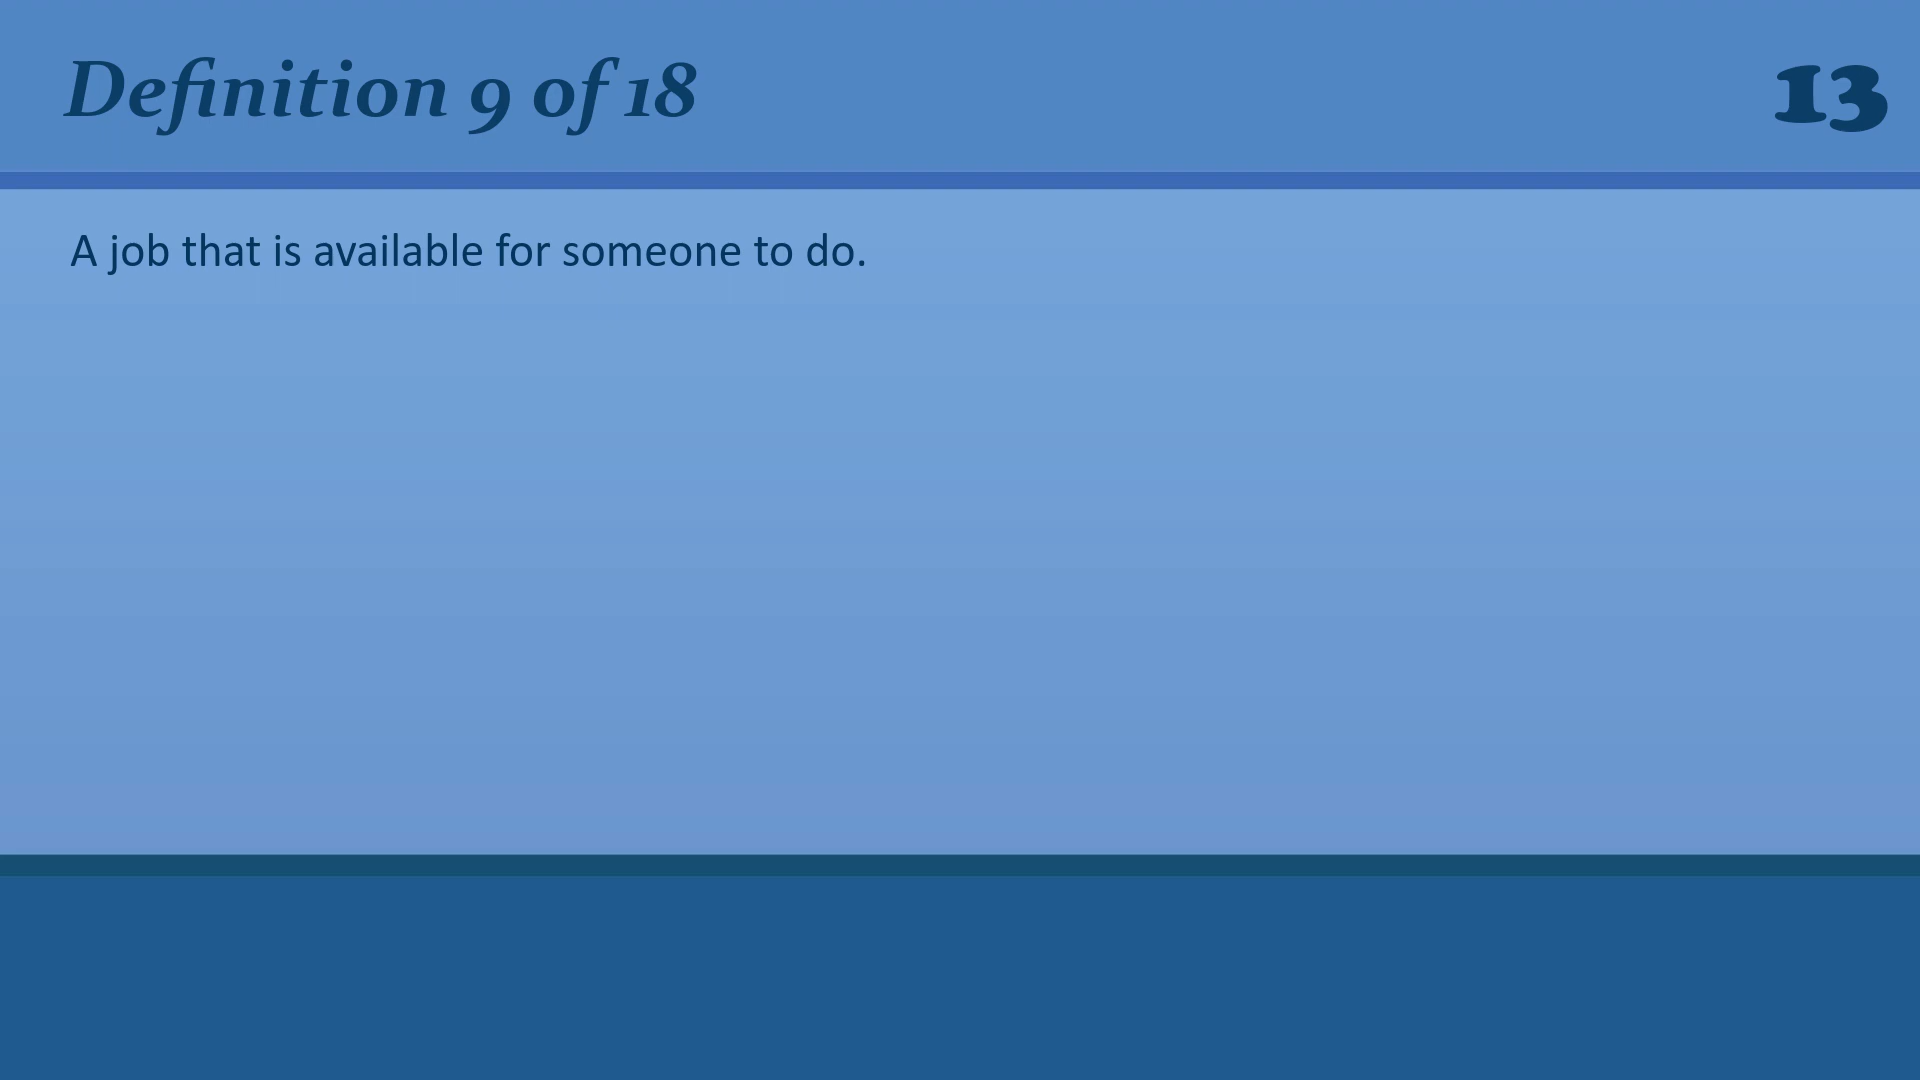 Definition 9 of 18
13
A job that is available for someone to do.